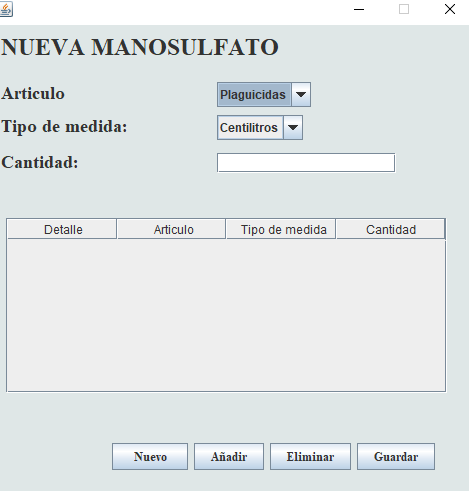 NUEVA MANOSULFATO
Articulo Plaguicidas
Tipo de medida: Centilitros
Cantidad:
Detalle Articulo Tipo de medida Cantidad
Nuevo Añadir Eliminar Guardar